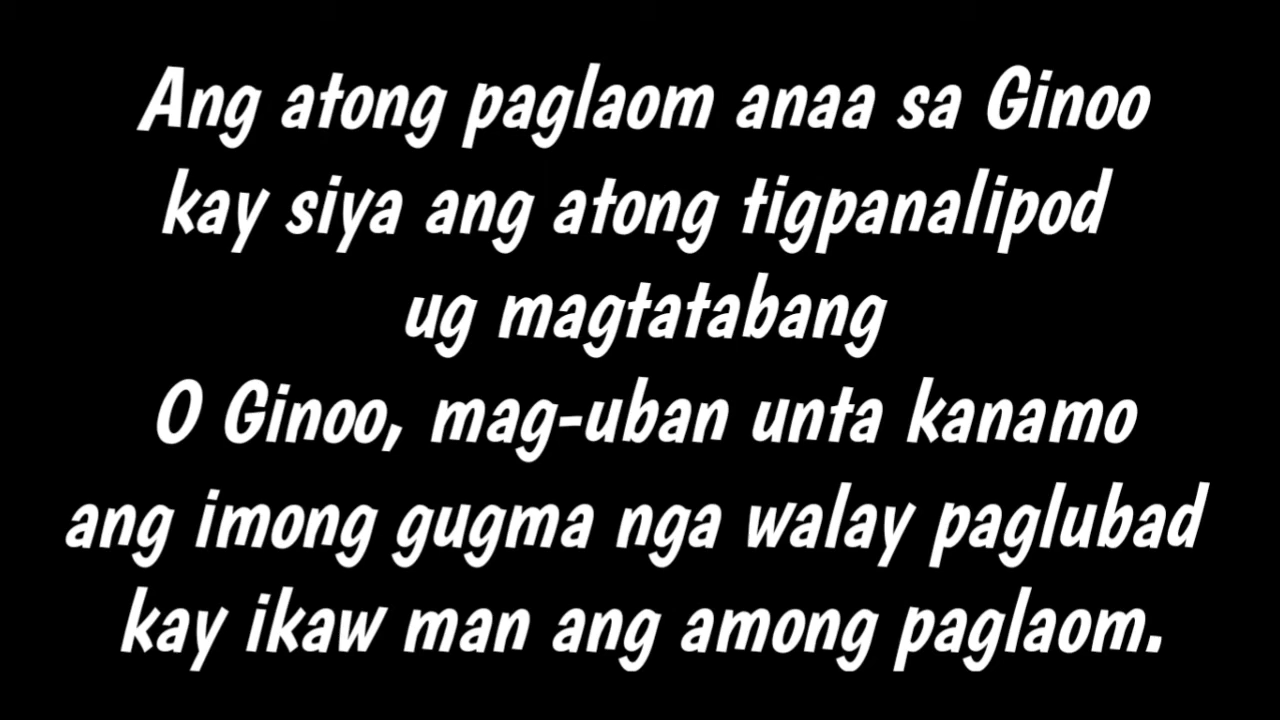 Ang atong paglaom anaa sa Ginoo
kay siya ang atong tigpanalipod
ug magtatabang
O Ginoo, mag-uban unta kanamo
ang imong gugma nga walay paglubad
kay ikaw man ang among paglaom.